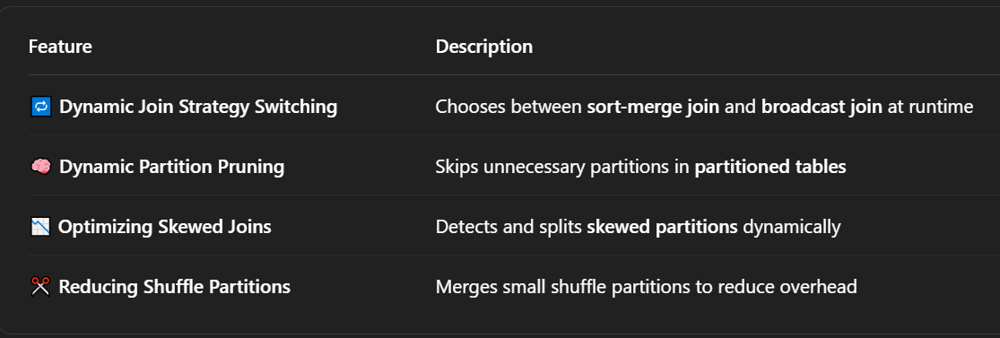 Feature Description
🔁 Dynamic Join Strategy Switching Chooses between sort-merge join and broadcast join at runtime
🧠 Dynamic Partition Pruning Skips unnecessary partitions in partitioned tables
📉 Optimizing Skewed Joins Detects and splits skewed partitions dynamically
✂️ Reducing Shuffle Partitions Merges small shuffle partitions to reduce overhead